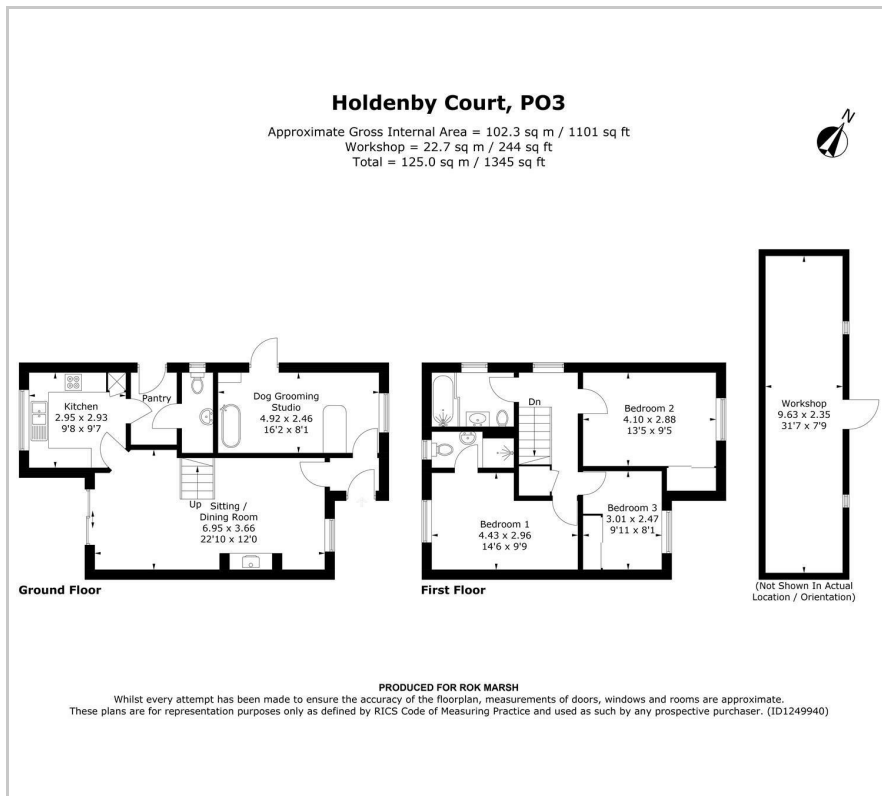 Holdenby Court, PO3
Approximate Gross Internal Area = 102.3 sq m / 1101 sq ft
Workshop = 22.7 sq m / 244 sq ft
Total = 125.0 sq m / 1345 sq ft
N
Kitchen
2.95 x 2.93
9'8 x 9'7
Pantry
Dog Grooming
Studio
4.92 x 2.46
16'2 x 8'1
Up
Sitting /
Dining Room
6.95 x 3.66
22'10 x 12'0
Ground Floor
Dn
Bedroom 2
4.10 x 2.88
13'5 x 9'5
Bedroom 1
4.43 x 2.96
14'6 x 9'9
Bedroom 3
3.01 x 2.47
9'11 x 8'1
First Floor
Workshop
9.63 x 2.35
31'7 x 7'9
(Not Shown In Actual
Location / Orientation)
PRODUCED FOR ROK MARSH
Whilst every attempt has been made to ensure the accuracy of the floorplan, measurements of doors, windows and rooms are approximate.
These plans are for representation purposes only as defined by RICS Code of Measuring Practice and used as such by any prospective purchaser. (ID1249940)